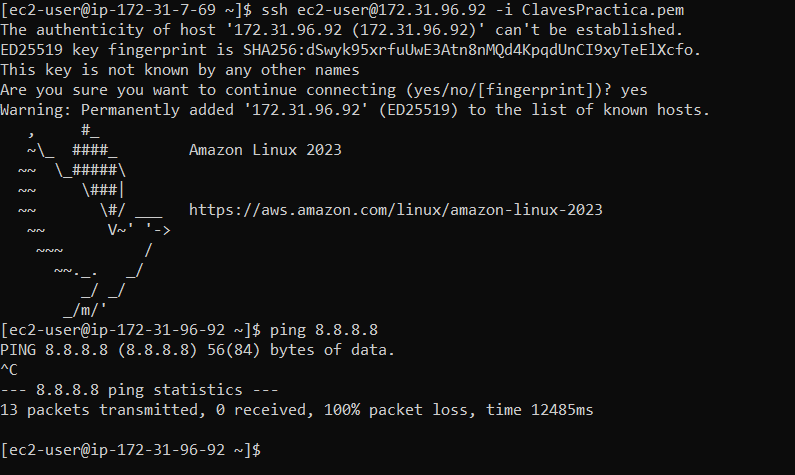 [ec2-user@ip-172-31-7-69 ~]$ ssh ec2-user@172.31.96.92 -i ClavesPractica.pem
The authenticity of host '172.31.96.92 (172.31.96.92)' can't be established.
ED25519 key fingerprint is SHA256:dSwyk95xrfuUwE3Atn8nMQd4KpqdUnCI9xyTeElXcfo.
This key is not known by any other names
Are you sure you want to continue connecting (yes/no/[fingerprint])? yes
Warning: Permanently added '172.31.96.92' (ED25519) to the list of known hosts.
   ,     #_
   ~\_  ####_        Amazon Linux 2023
  ~~  \_#####\
  ~~     \###|
  ~~       \#/ ___   https://aws.amazon.com/linux/amazon-linux-2023
   ~~       V~' '->
    ~~~         /
      ~~._.   _/
         _/ _/
       _/m/'
[ec2-user@ip-172-31-96-92 ~]$ ping 8.8.8.8
PING 8.8.8.8 (8.8.8.8) 56(84) bytes of data.
^C
--- 8.8.8.8 ping statistics ---
13 packets transmitted, 0 received, 100% packet loss, time 12485ms

[ec2-user@ip-172-31-96-92 ~]$